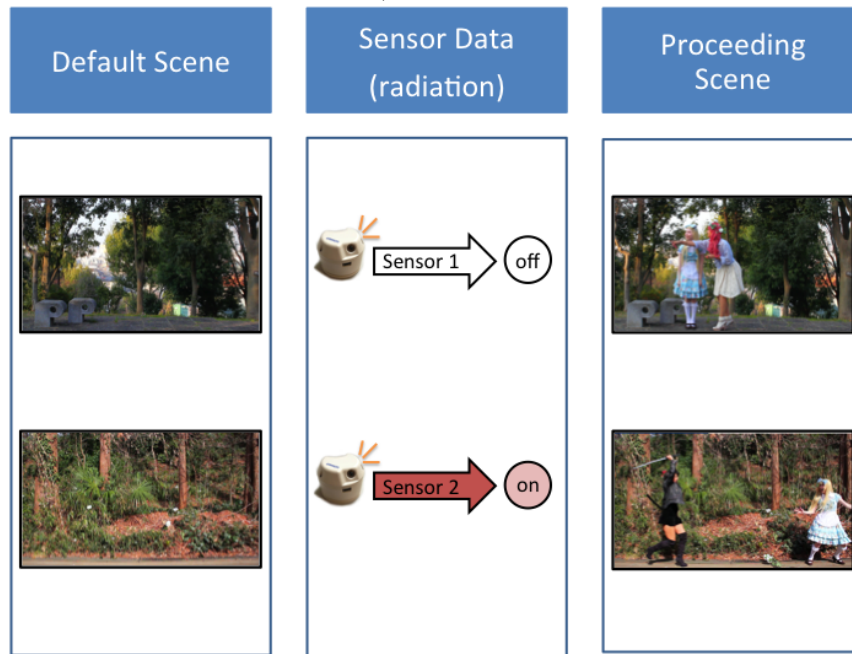 Default Scene
Sensor Data
(radiation)
Proceeding
Scene
Sensor 1
off
Sensor 2
on